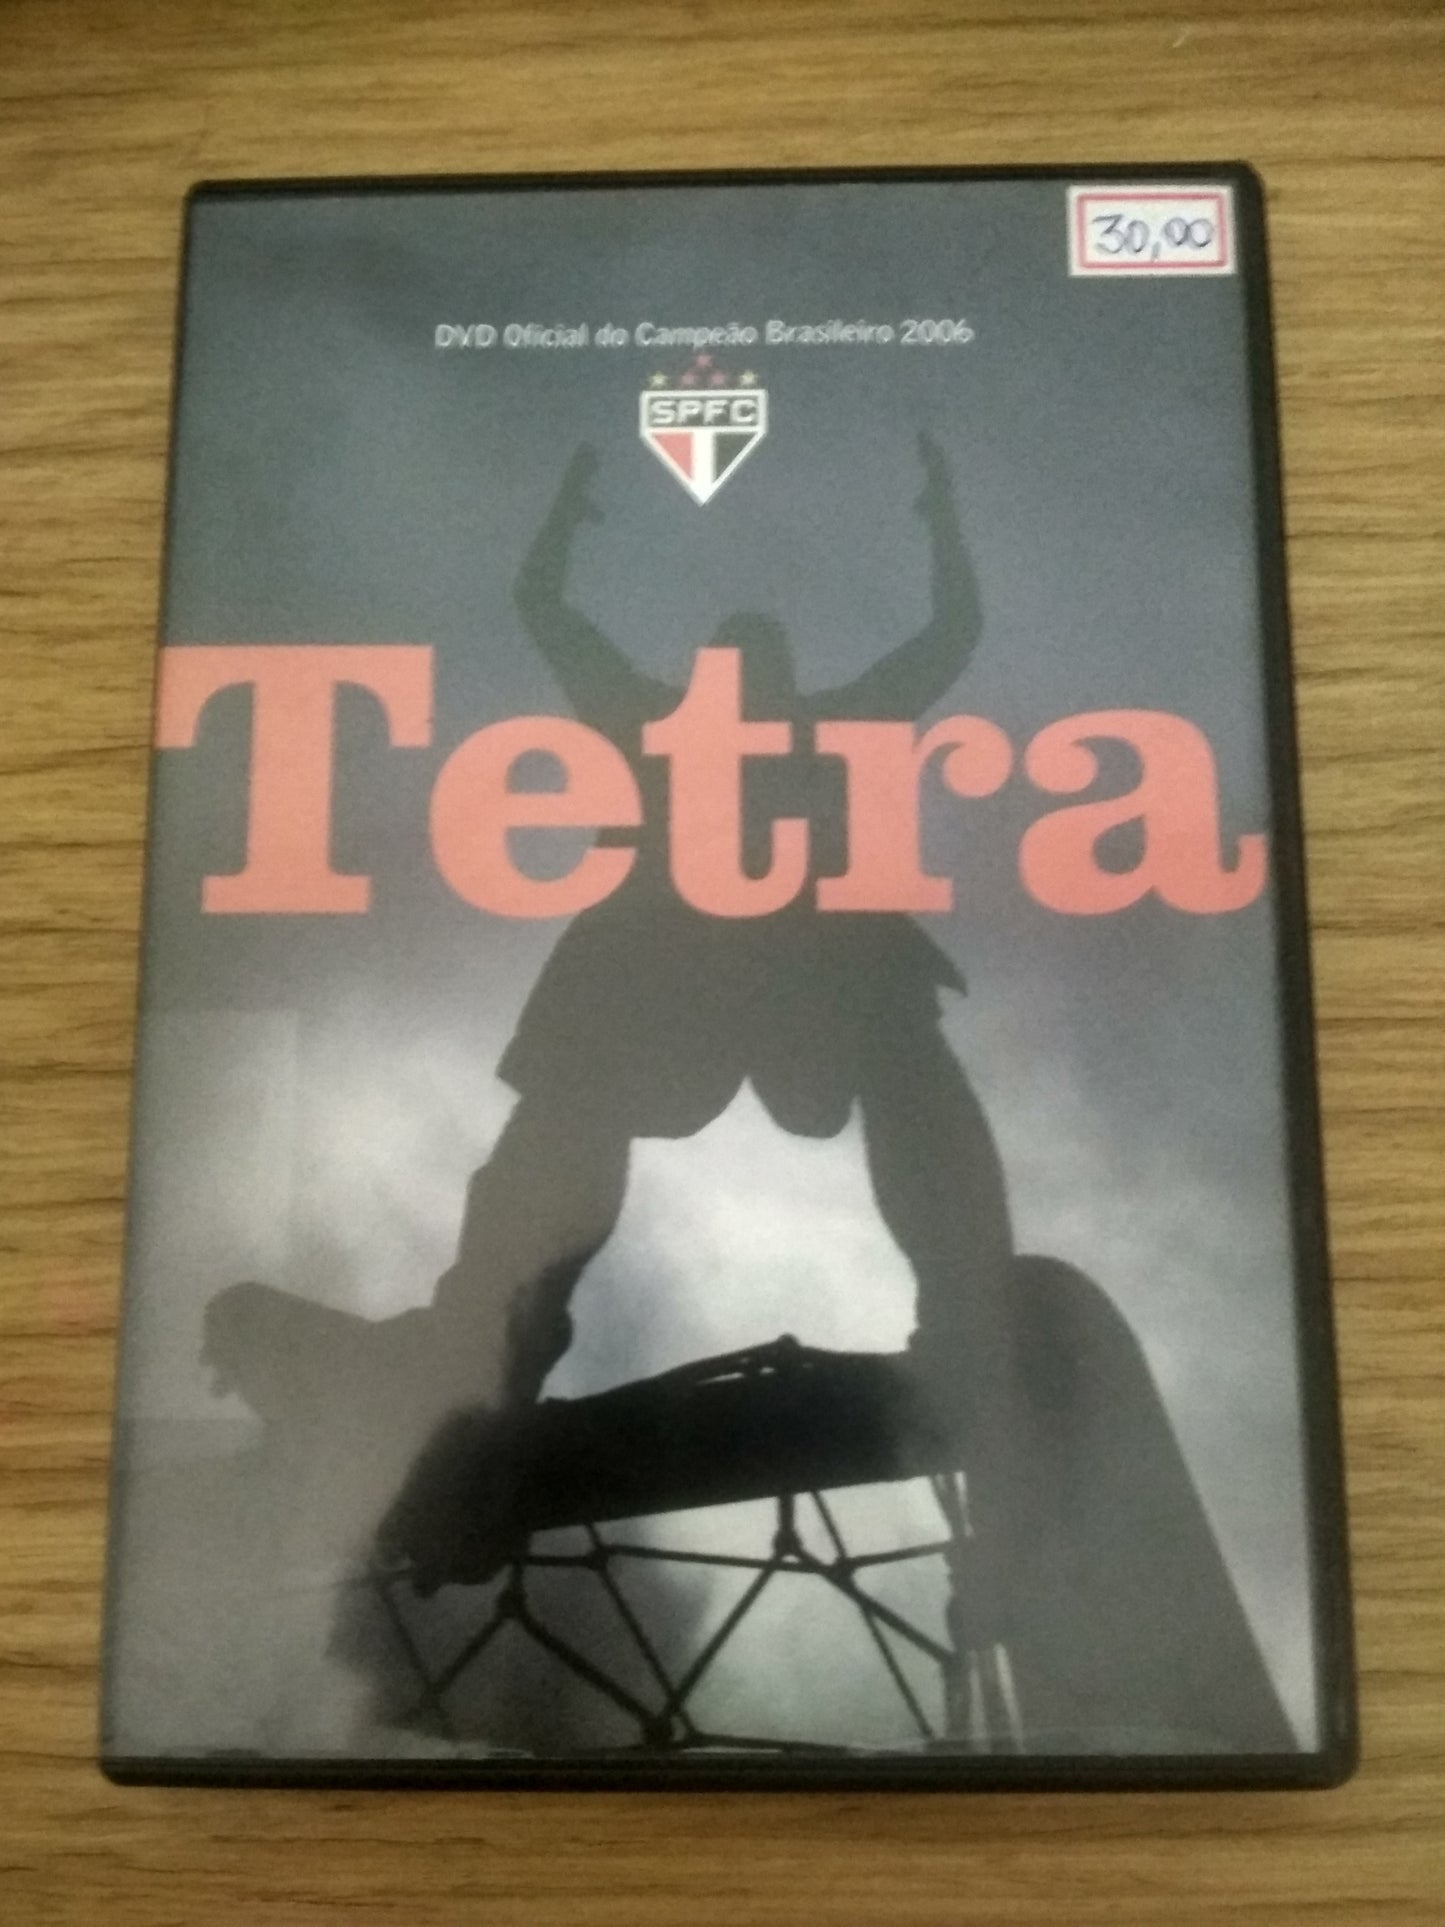 30,00
DVD Oficial do Campeão Brasileiro 2006
SPFC
Tetra